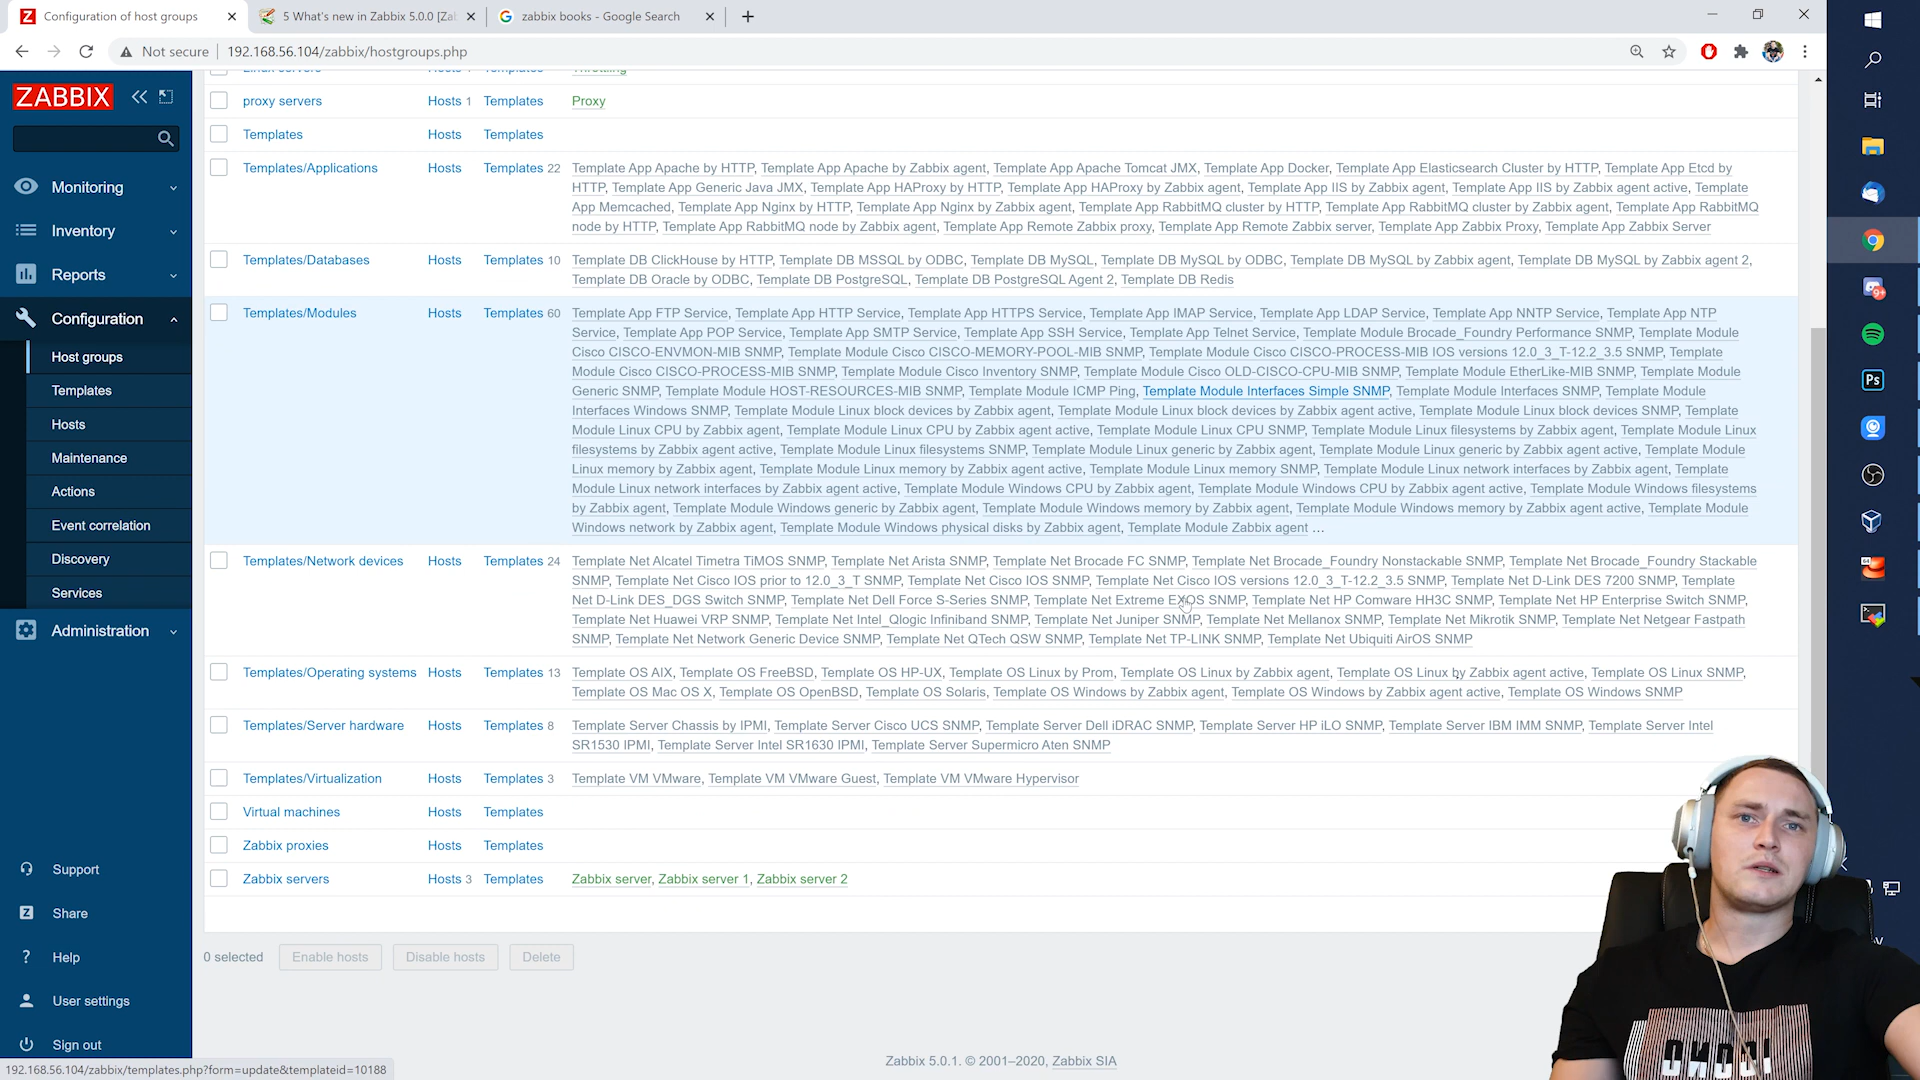 Configuration of host groups
5 What's new in Zabbix 5.0.0 [Zab
zabbix books - Google Search
Not secure
192.168.56.104/zabbix/hostgroups.php
ZABBIX
Monitoring
Inventory
Reports
Configuration
Host groups
Templates
Hosts
Maintenance
Actions
Event correlation
Discovery
Services
Administration
Support
Share
Help
User settings
Sign out
Linux servers Hosts Templates Throttling
proxy servers Hosts 1 Templates Proxy
Templates Hosts Templates
Templates/Applications Hosts Templates 22 Template App Apache by HTTP, Template App Apache by Zabbix agent, Template App Apache Tomcat JMX, Template App Docker, Template App Elasticsearch Cluster by HTTP, Template App Etcd by
HTTP, Template App Generic Java JMX, Template App HAProxy by HTTP, Template App HAProxy by Zabbix agent, Template App IIS by Zabbix agent, Template App IIS by Zabbix agent active, Template
App Memcached, Template App Nginx by HTTP, Template App Nginx by Zabbix agent, Template App RabbitMQ cluster by HTTP, Template App RabbitMQ cluster by Zabbix agent, Template App RabbitMQ
node by HTTP, Template App RabbitMQ node by Zabbix agent, Template App Remote Zabbix proxy, Template App Remote Zabbix server, Template App Zabbix Proxy, Template App Zabbix Server
Templates/Databases Hosts Templates 10 Template DB ClickHouse by HTTP, Template DB MSSQL by ODBC, Template DB MySQL, Template DB MySQL by ODBC, Template DB MySQL by Zabbix agent, Template DB MySQL by Zabbix agent 2,
Template DB Oracle by ODBC, Template DB PostgreSQL, Template DB PostgreSQL Agent 2, Template DB Redis
Templates/Modules Hosts Templates 60 Template App FTP Service, Template App HTTP Service, Template App HTTPS Service, Template App IMAP Service, Template App LDAP Service, Template App NNTP Service, Template App NTP
Service, Template App POP Service, Template App SMTP Service, Template App SSH Service, Template App Telnet Service, Template Module Brocade_Foundry Performance SNMP, Template Module
Cisco CISCO-ENVMON-MIB SNMP, Template Module Cisco CISCO-MEMORY-POOL-MIB SNMP, Template Module Cisco CISCO-PROCESS-MIB IOS versions 12.0_3_T-12.2_3.5 SNMP, Template
Module Cisco CISCO-PROCESS-MIB SNMP, Template Module Cisco Inventory SNMP, Template Module Cisco OLD-CISCO-CPU-MIB SNMP, Template Module EtherLike-MIB SNMP, Template Module
Generic SNMP, Template Module HOST-RESOURCES-MIB SNMP, Template Module ICMP Ping, Template Module Interfaces Simple SNMP, Template Module Interfaces SNMP, Template Module
Interfaces Windows SNMP, Template Module Linux block devices by Zabbix agent, Template Module Linux block devices by Zabbix agent active, Template Module Linux block devices SNMP, Template
Module Linux CPU by Zabbix agent, Template Module Linux CPU by Zabbix agent active, Template Module Linux CPU SNMP, Template Module Linux filesystems by Zabbix agent, Template Module Linux
filesystems by Zabbix agent active, Template Module Linux filesystems SNMP, Template Module Linux generic by Zabbix agent, Template Module Linux generic by Zabbix agent active, Template Module
Linux memory by Zabbix agent, Template Module Linux memory by Zabbix agent active, Template Module Linux memory SNMP, Template Module Linux network interfaces by Zabbix agent, Template
Module Linux network interfaces by Zabbix agent active, Template Module Windows CPU by Zabbix agent, Template Module Windows CPU by Zabbix agent active, Template Module Windows filesystems
by Zabbix agent, Template Module Windows generic by Zabbix agent, Template Module Windows memory by Zabbix agent, Template Module Windows memory by Zabbix agent active, Template Module
Windows network by Zabbix agent, Template Module Windows physical disks by Zabbix agent, Template Module Zabbix agent ...
Templates/Network devices Hosts Templates 24 Template Net Alcatel Timetra TiMOS SNMP, Template Net Arista SNMP, Template Net Brocade FC SNMP, Template Net Brocade_Foundry Nonstackable SNMP, Template Net Brocade_Foundry Stackable
SNMP, Template Net Cisco IOS prior to 12.0_3_T SNMP, Template Net Cisco IOS SNMP, Template Net Cisco IOS versions 12.0_3_T-12.2_3.5 SNMP, Template Net D-Link DES 7200 SNMP, Template
Net D-Link DES_DGS Switch SNMP, Template Net Dell Force S-Series SNMP, Template Net Extreme EXOS SNMP, Template Net HP Comware HH3C SNMP, Template Net HP Enterprise Switch SNMP,
Template Net Huawei VRP SNMP, Template Net Intel_Qlogic Infiniband SNMP, Template Net Juniper SNMP, Template Net Mellanox SNMP, Template Net Mikrotik SNMP, Template Net Netgear Fastpath
SNMP, Template Net Network Generic Device SNMP, Template Net QTech QSW SNMP, Template Net TP-LINK SNMP, Template Net Ubiquiti AirOS SNMP
Templates/Operating systems Hosts Templates 13 Template OS AIX, Template OS FreeBSD, Template OS HP-UX, Template OS Linux by Prom, Template OS Linux by Zabbix agent, Template OS Linux by Zabbix agent active, Template OS Linux SNMP,
Template OS Mac OS X, Template OS OpenBSD, Template OS Solaris, Template OS Windows by Zabbix agent, Template OS Windows by Zabbix agent active, Template OS Windows SNMP
Templates/Server hardware Hosts Templates 8 Template Server Chassis by IPMI, Template Server Cisco UCS SNMP, Template Server Dell iDRAC SNMP, Template Server HP iLO SNMP, Template Server IBM IMM SNMP, Template Server Intel
SR1530 IPMI, Template Server Intel SR1630 IPMI, Template Server Supermicro Aten SNMP
Templates/Virtualization Hosts Templates 3 Template VM VMware, Template VM VMware Guest, Template VM VMware Hypervisor
Virtual machines Hosts Templates
Zabbix proxies Hosts Templates
Zabbix servers Hosts 3 Templates Zabbix server, Zabbix server 1, Zabbix server 2
0 selected Enable hosts Disable hosts Delete
Zabbix 5.0.1. © 2001–2020, Zabbix SIA
192.168.56.104/zabbix/templates.php?form=update&templateid=10188
Ps
9+